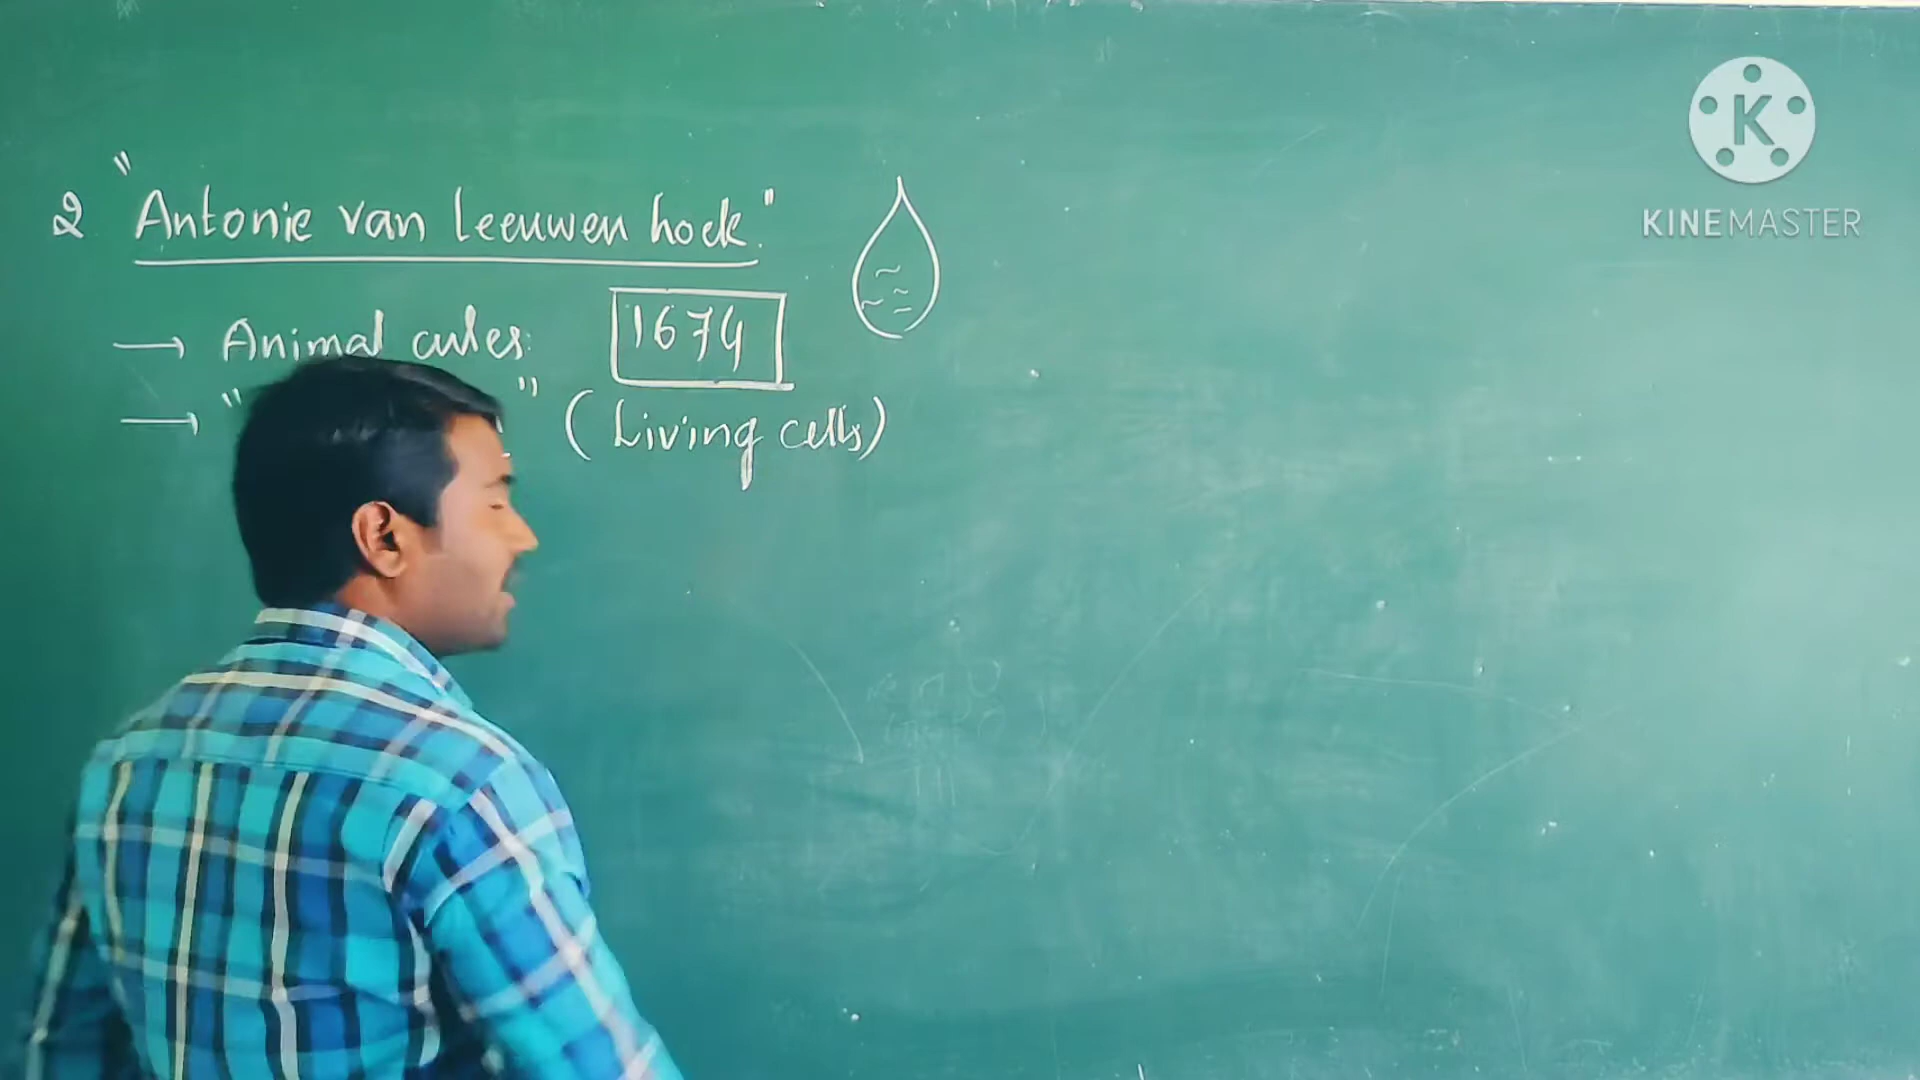 2 "Antonie van Leeuwen hoek."
→ Animal cules: 1674
→ " " (Living cells)
K
KINEMASTER